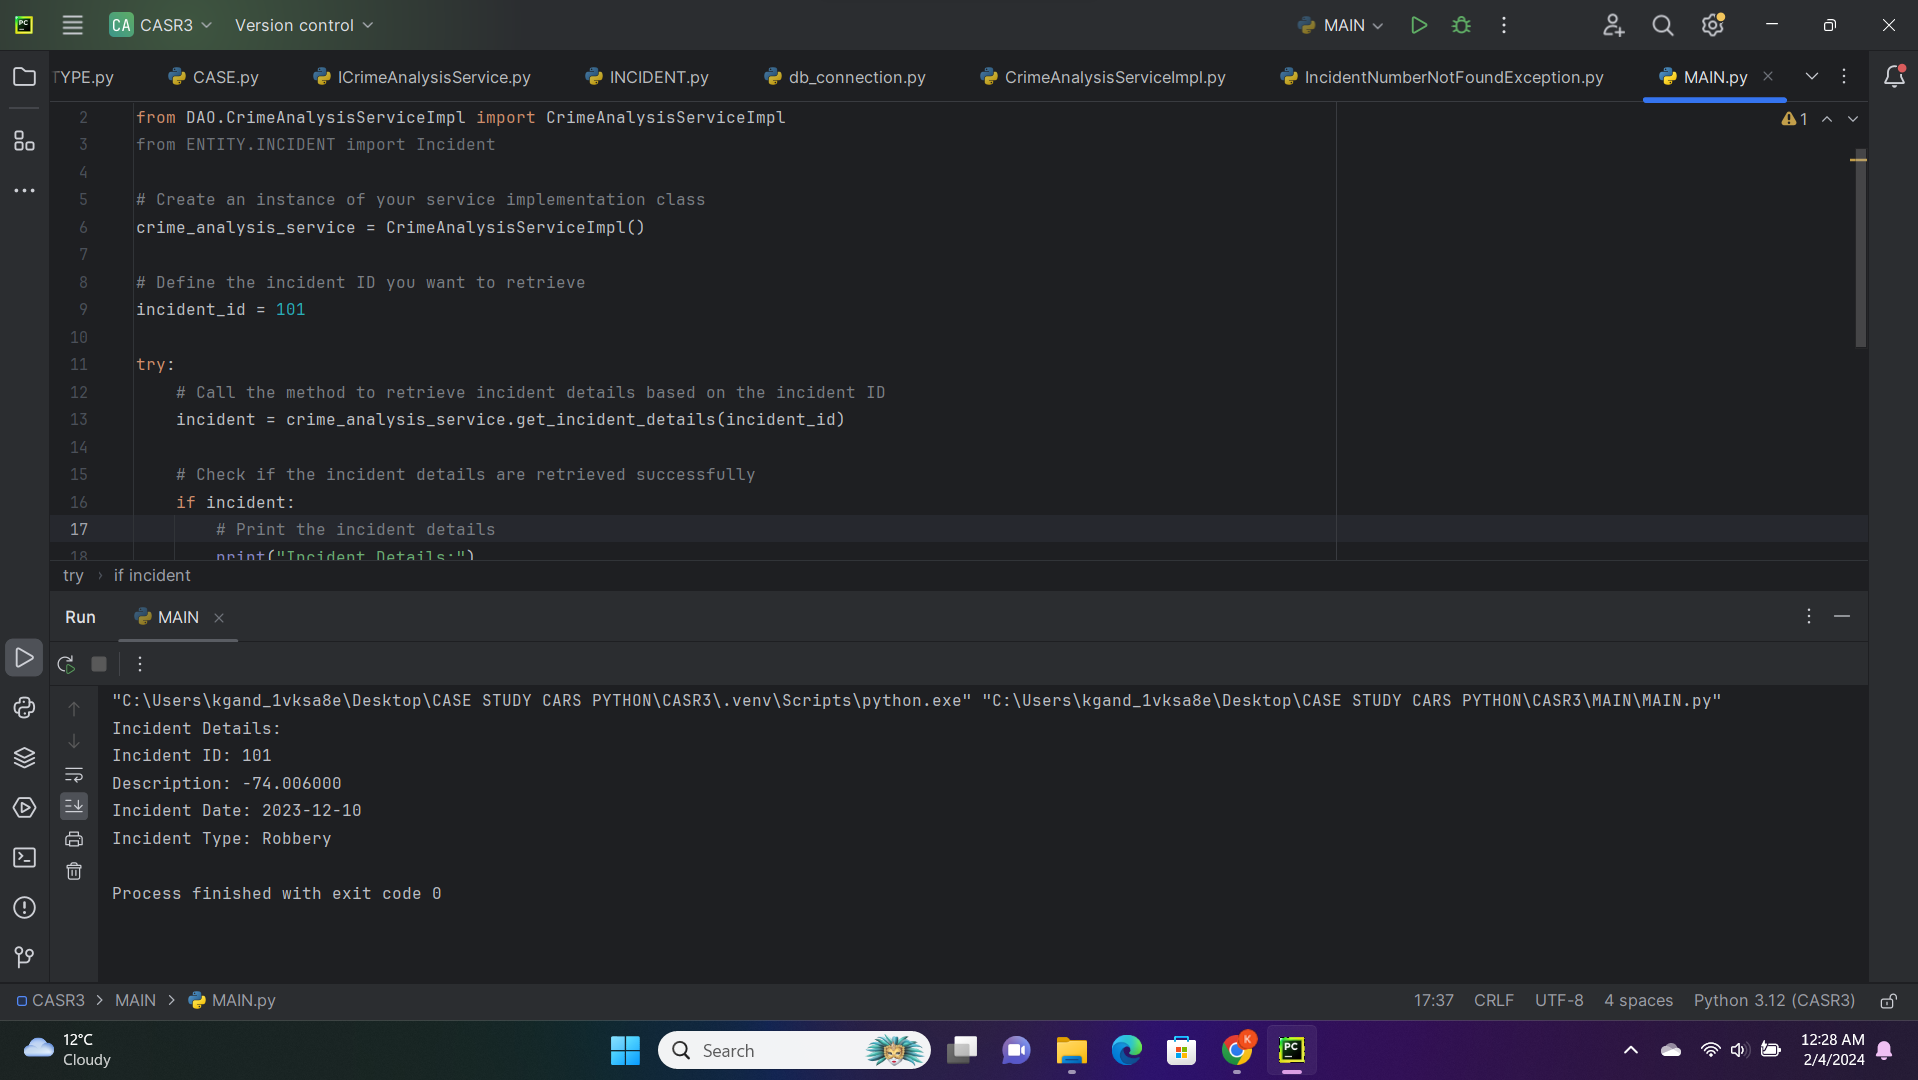 CA CASR3 Version control MAIN
TYPE.py CASE.py ICrimeAnalysisService.py INCIDENT.py db_connection.py CrimeAnalysisServiceImpl.py IncidentNumberNotFoundException.py MAIN.py
2 from DAO.CrimeAnalysisServiceImpl import CrimeAnalysisServiceImpl
1
3 from ENTITY.INCIDENT import Incident
4
5 # Create an instance of your service implementation class
6 crime_analysis_service = CrimeAnalysisServiceImpl()
7
8 # Define the incident ID you want to retrieve
9 incident_id = 101
10
11 try:
12 # Call the method to retrieve incident details based on the incident ID
13 incident = crime_analysis_service.get_incident_details(incident_id)
14
15 # Check if the incident details are retrieved successfully
16 if incident:
17 # Print the incident details
18 print("Incident Details:")
try › if incident
Run MAIN
"C:\Users\kgand_1vksa8e\Desktop\CASE STUDY CARS PYTHON\CASR3\.venv\Scripts\python.exe" "C:\Users\kgand_1vksa8e\Desktop\CASE STUDY CARS PYTHON\CASR3\MAIN\MAIN.py"
Incident Details:
Incident ID: 101
Description: -74.006000
Incident Date: 2023-12-10
Incident Type: Robbery
Process finished with exit code 0
CASR3 > MAIN > MAIN.py 17:37 CRLF UTF-8 4 spaces Python 3.12 (CASR3)
12°C
Cloudy
Search
K
PC
12:28 AM
2/4/2024